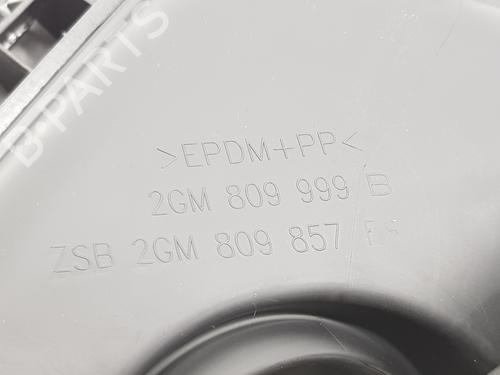 B-PARTS
>EPDM+PP<
2GM 809 999 B
ZSB 2GM 809 857